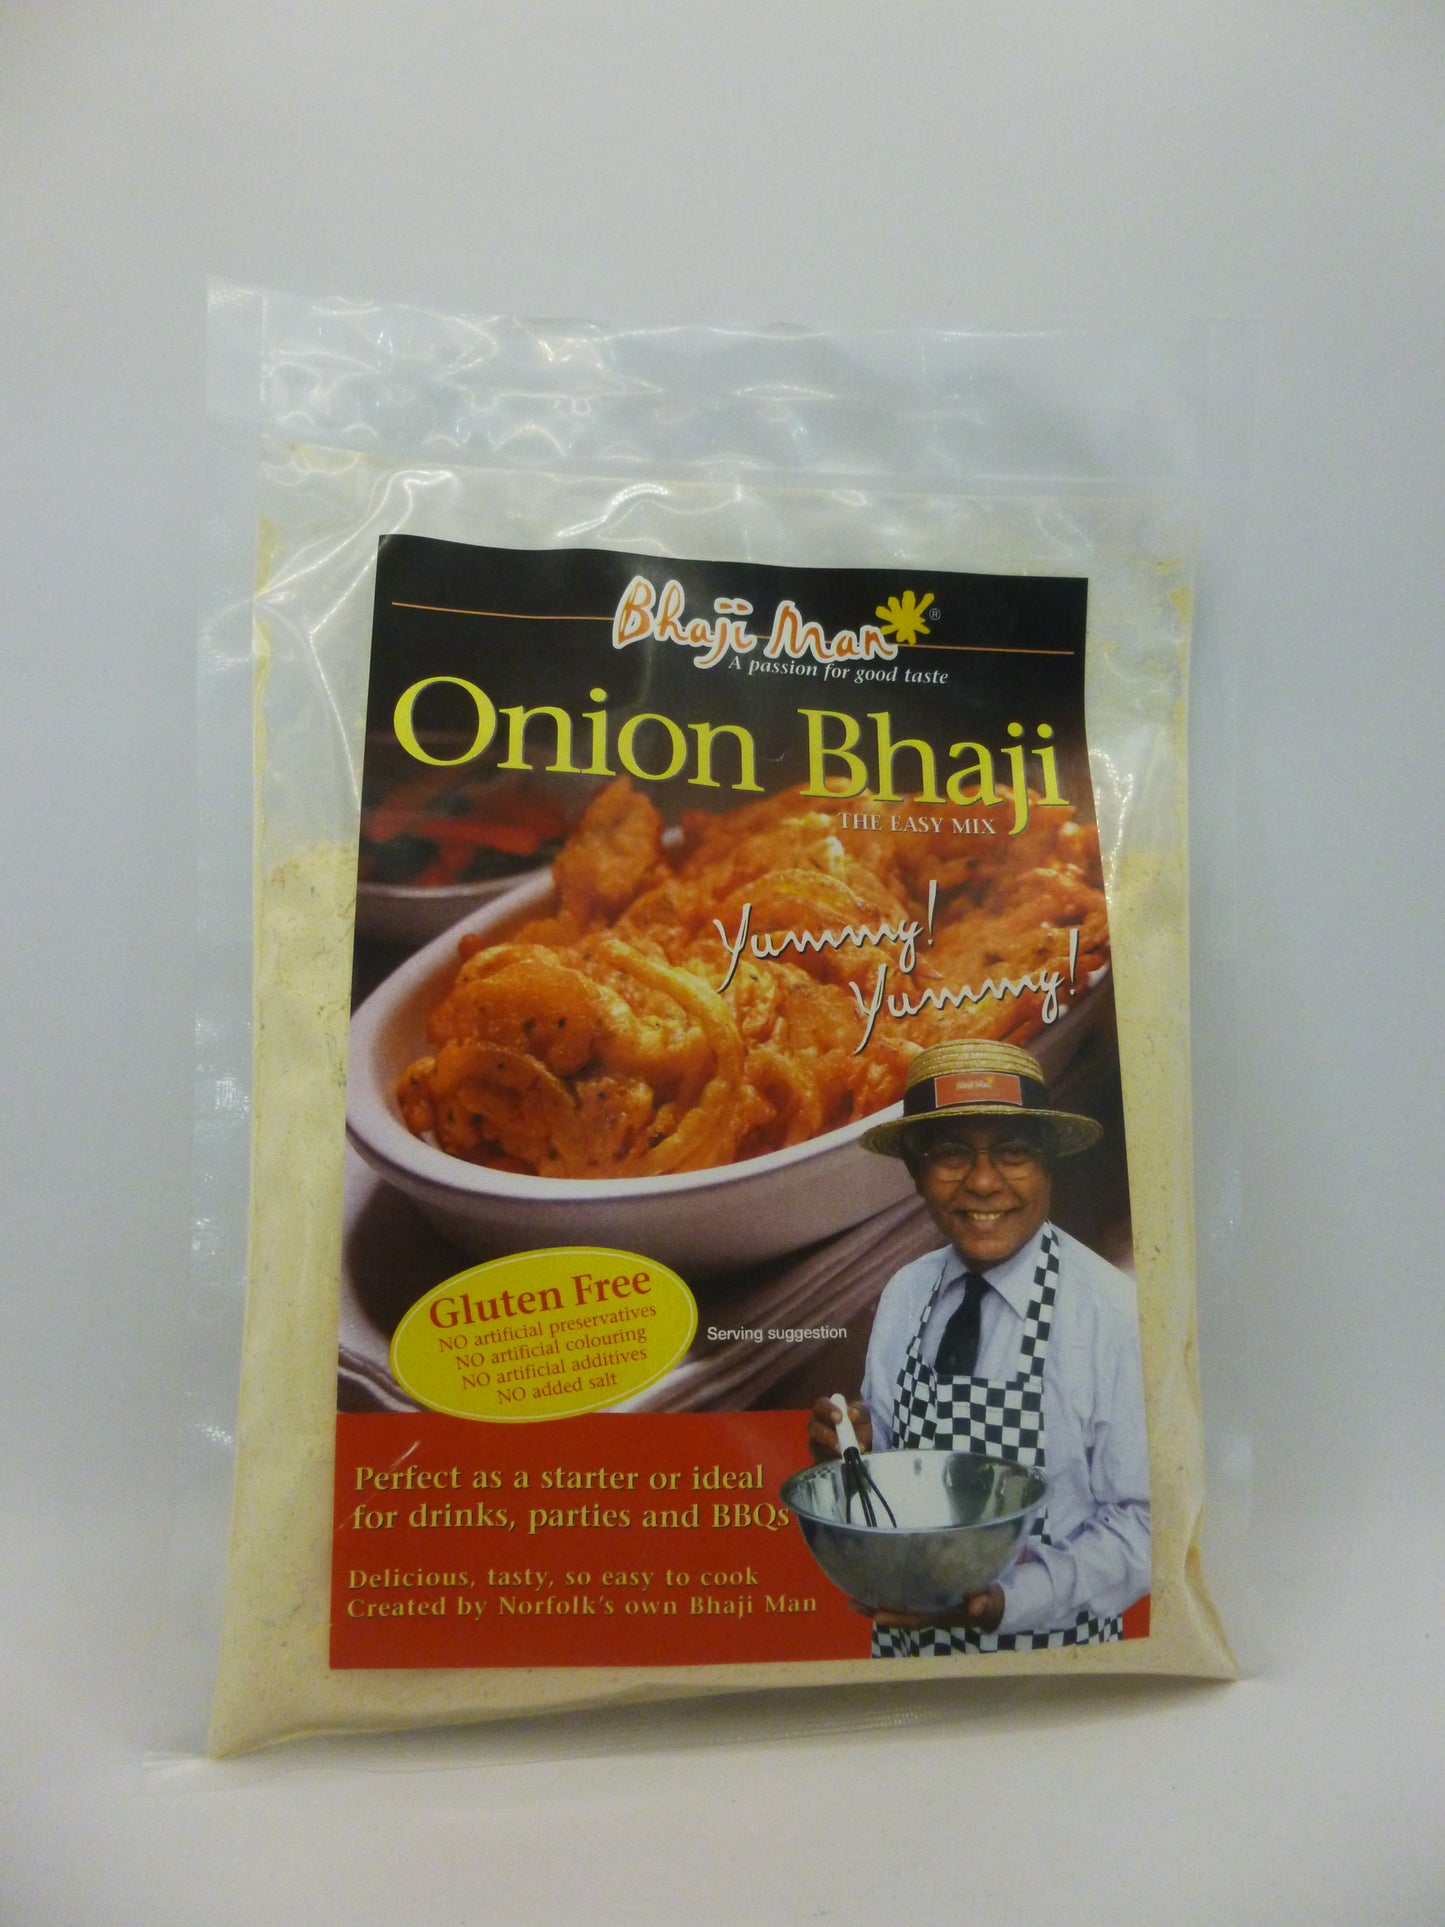 Bhaji Man ®
A passion for good taste
Onion Bhaji
THE EASY MIX
Yummy!
Yummy!
Gluten Free
NO artificial preservatives
NO artificial colouring
NO artificial additives
NO added salt
Serving suggestion
Perfect as a starter or ideal
for drinks, parties and BBQs
Delicious, tasty, so easy to cook
Created by Norfolk's own Bhaji Man